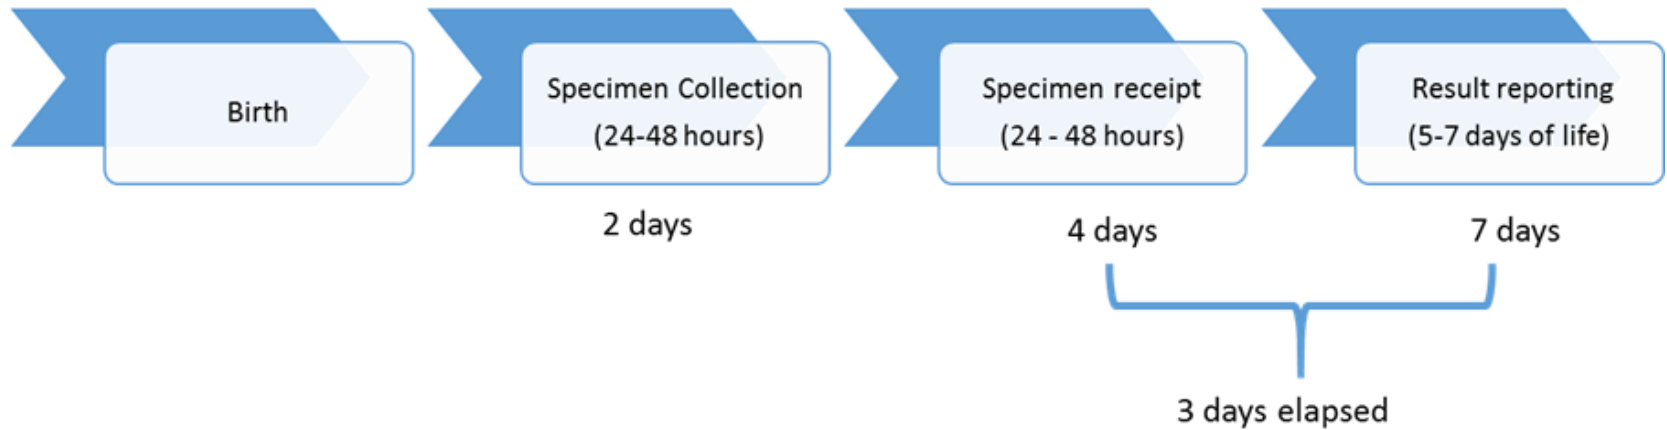 Birth
Specimen Collection
(24-48 hours)
Specimen receipt
(24 - 48 hours)
Result reporting
(5-7 days of life)
2 days
4 days
7 days
3 days elapsed